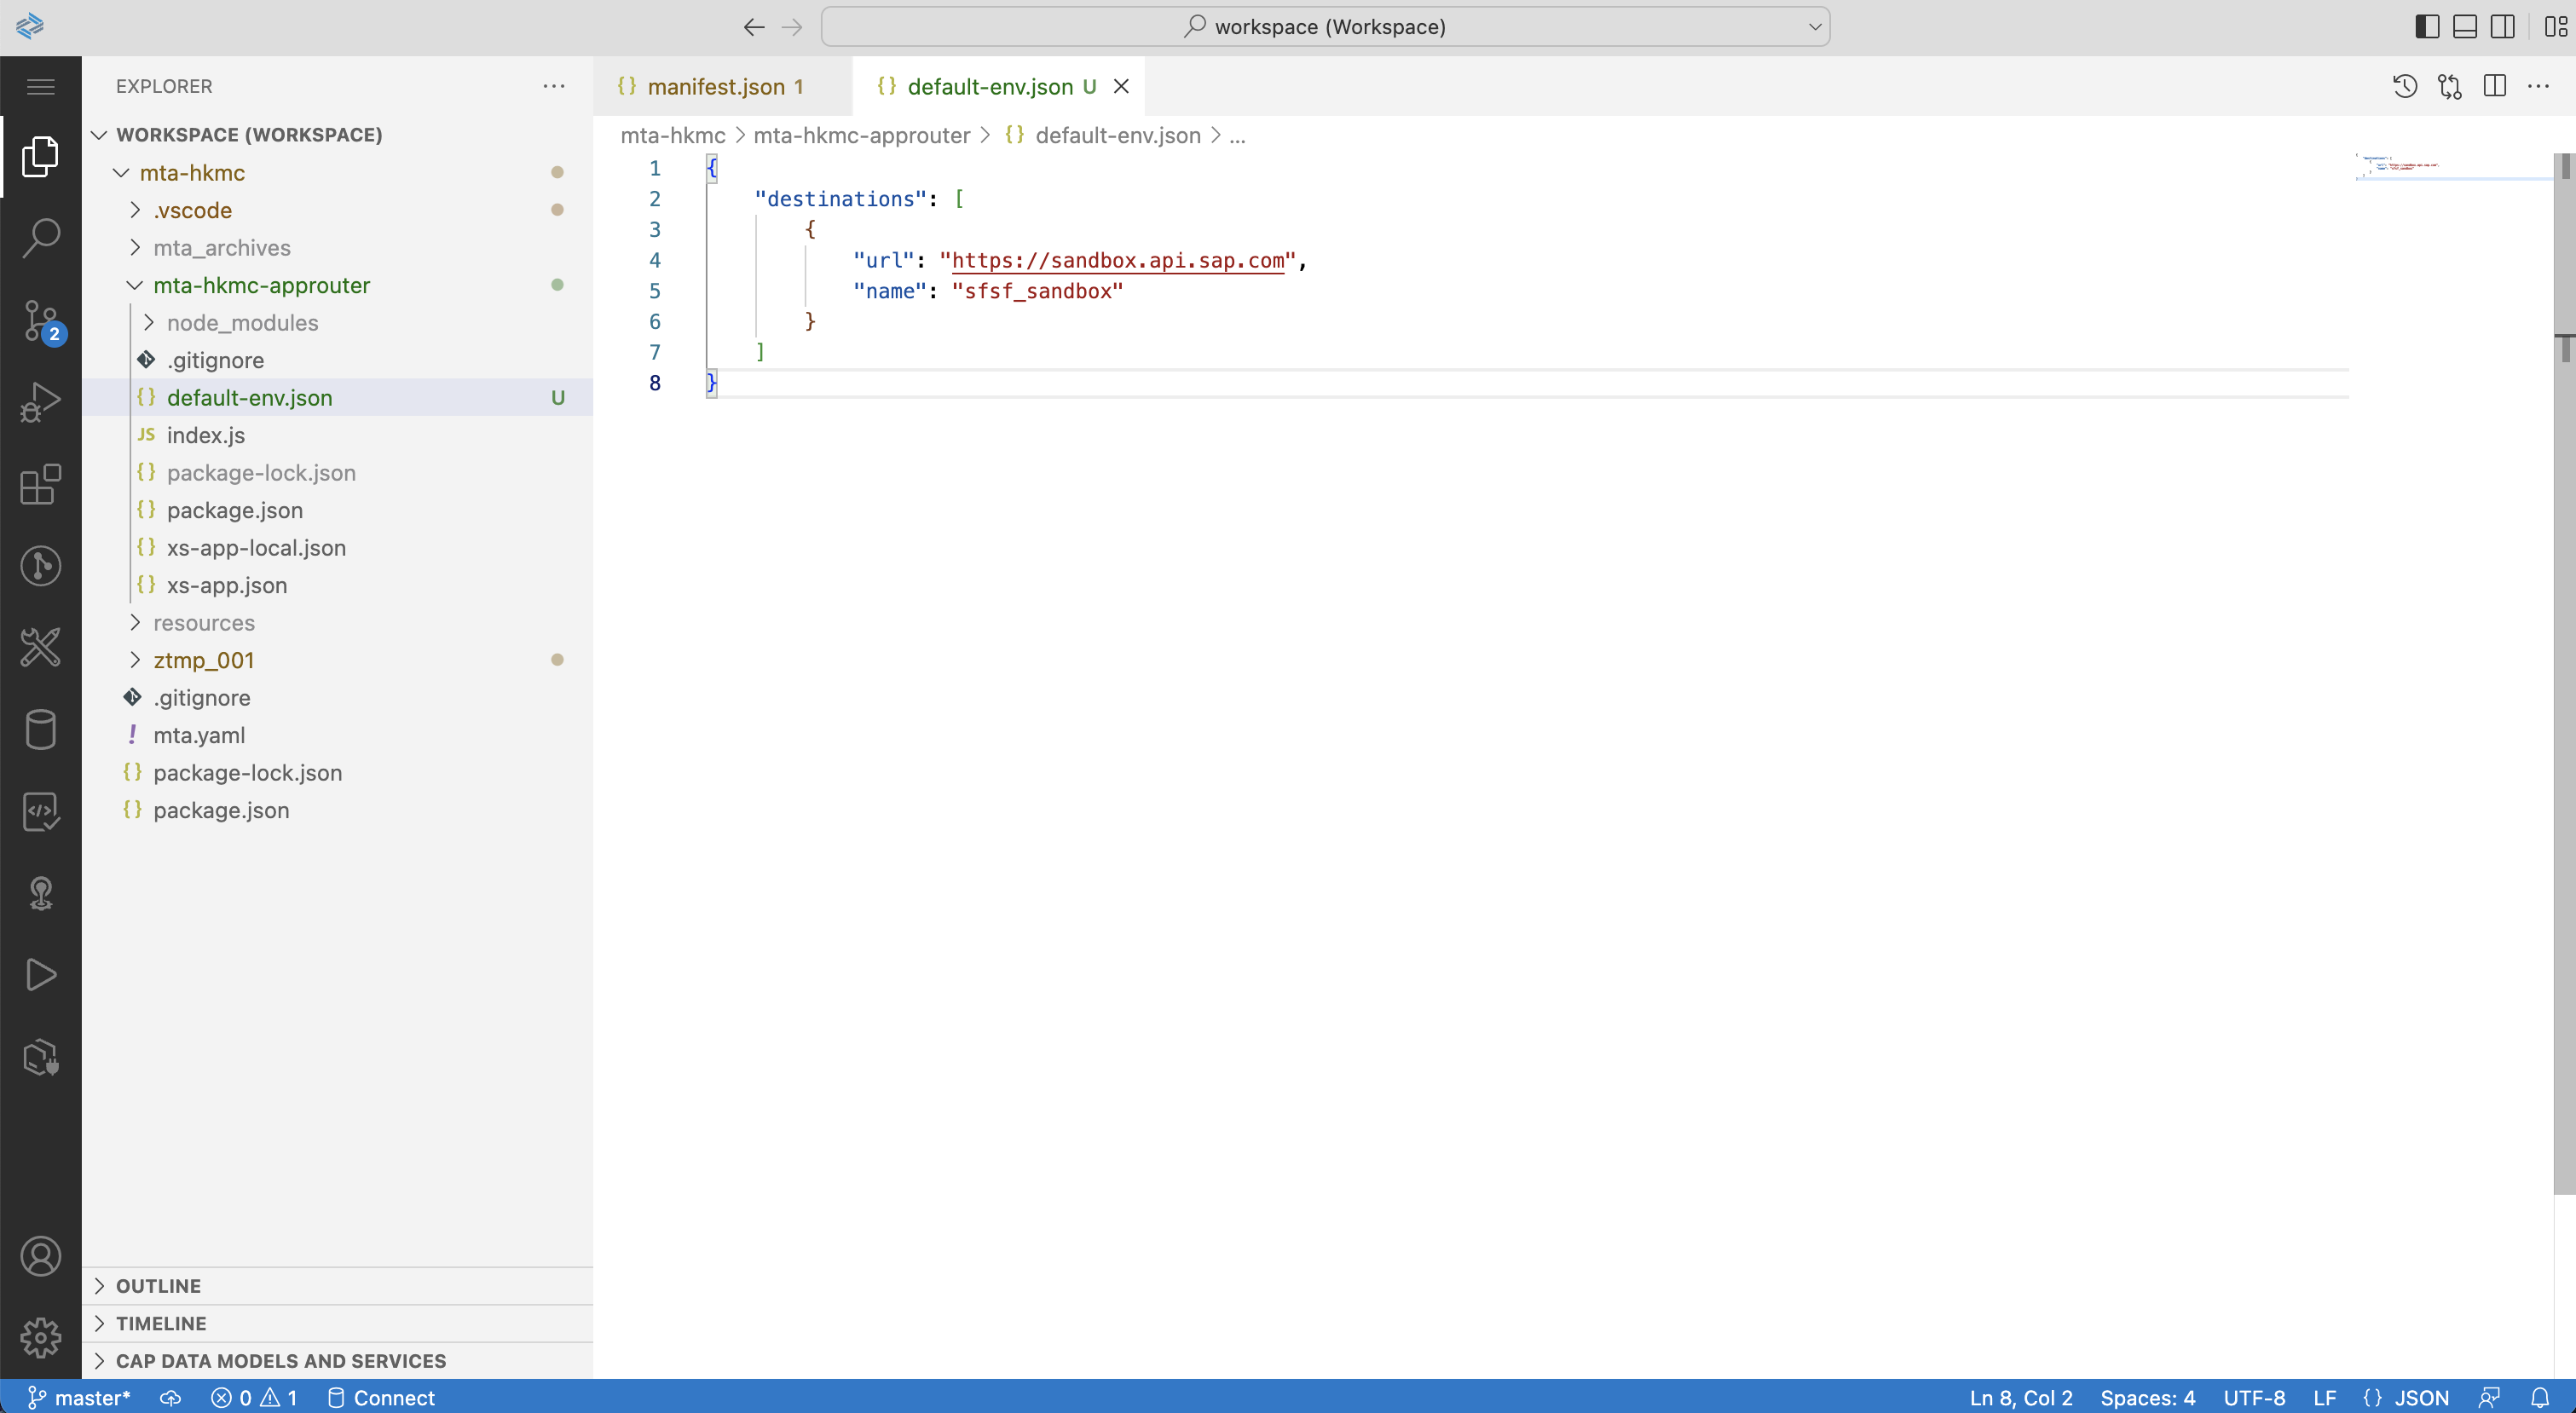 workspace (Workspace)
EXPLORER
WORKSPACE (WORKSPACE)
mta-hkmc
.vscode
mta_archives
mta-hkmc-approuter
node_modules
.gitignore
{} default-env.json U
JS index.js
{} package-lock.json
{} package.json
{} xs-app-local.json
{} xs-app.json
resources
ztmp_001
.gitignore
! mta.yaml
{} package-lock.json
{} package.json
OUTLINE
TIMELINE
CAP DATA MODELS AND SERVICES
2
{} manifest.json 1
{} default-env.json U
mta-hkmc > mta-hkmc-approuter > {} default-env.json > ...
1 {
2 "destinations": [
3 {
4 "url": "https://sandbox.api.sap.com",
5 "name": "sfsf_sandbox"
6 }
7 ]
8 }
master* 0 1 Connect
Ln 8, Col 2 Spaces: 4 UTF-8 LF {} JSON